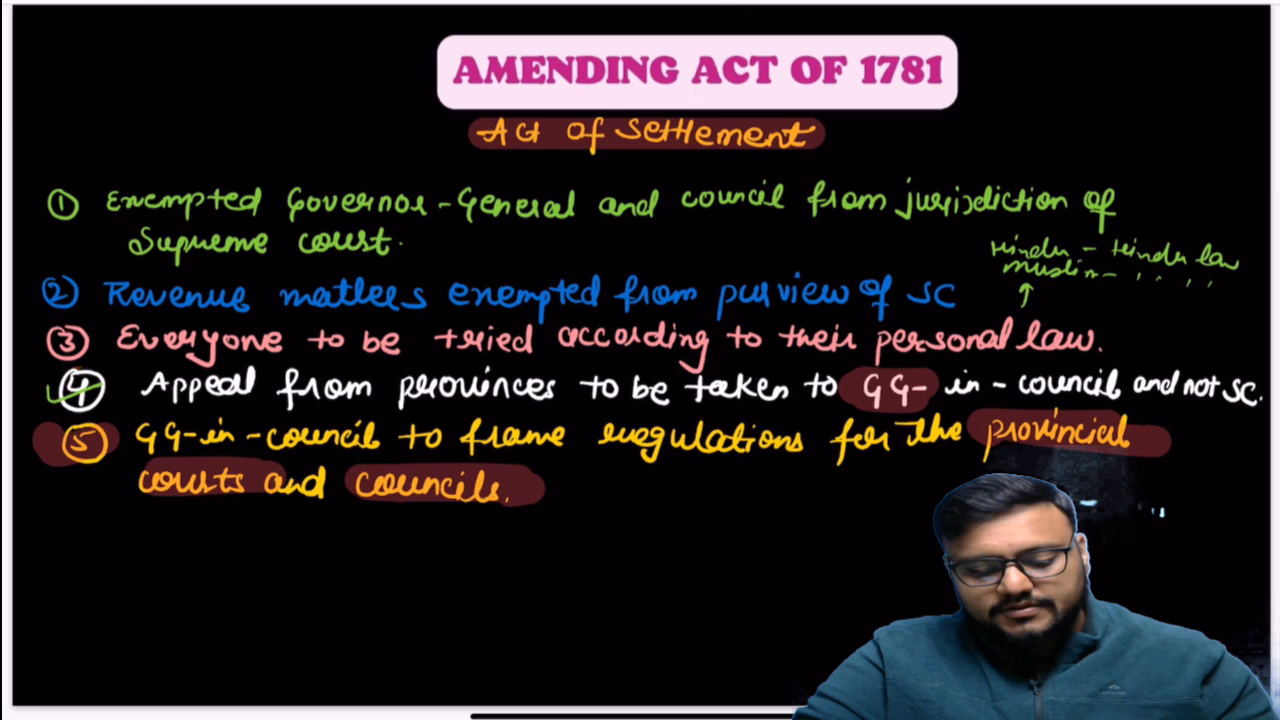 AMENDING ACT OF 1781
Act of Settlement
① Exempted Governor-General and council from jurisdiction of
Supreme court.
Hindu - Hindu law
Muslim - " "
② Revenue matters exempted from purview of SC
③ Everyone to be tried according to their personal law.
④ Appeal from provinces to be taken to GG-in-council and not SC.
⑤ GG-in-council to frame regulations for the provincial
courts and councils.